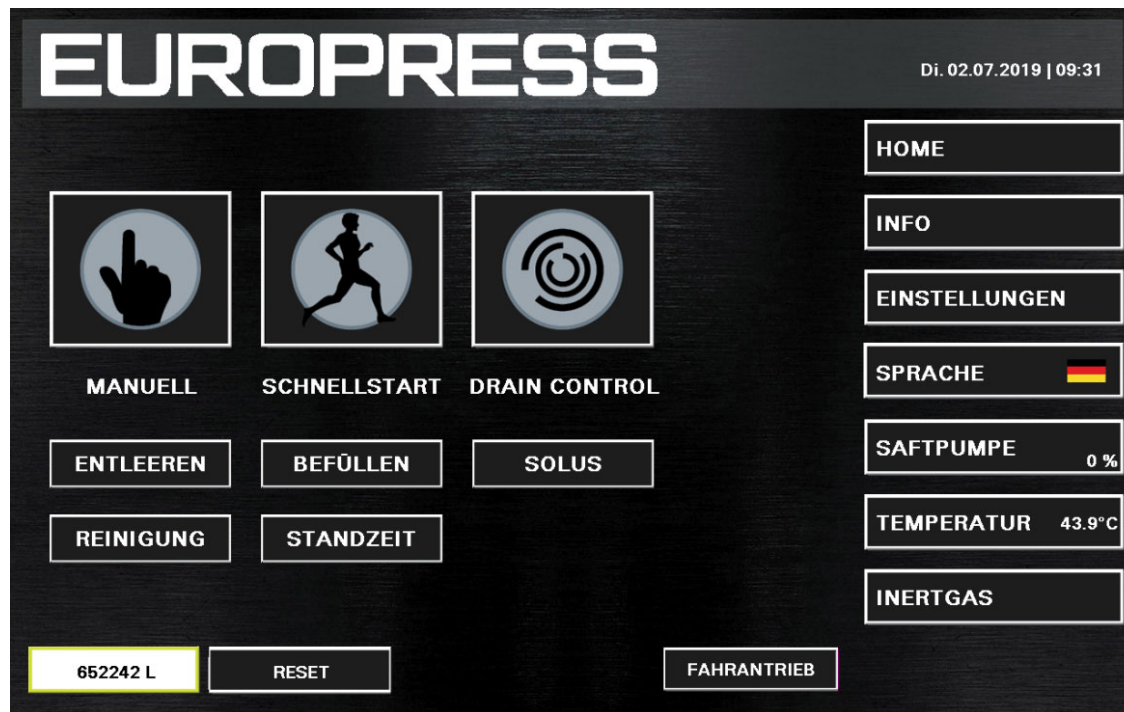 EUROPRESS
Di. 02.07.2019 | 09:31
HOME
INFO
EINSTELLUNGEN
SPRACHE
SAFTPUMPE 0 %
TEMPERATUR 43.9°C
INERTGAS
MANUELL SCHNELLSTART DRAIN CONTROL
ENTLEEREN BEFÜLLEN SOLUS
REINIGUNG STANDZEIT
652242 L RESET FAHRANTRIEB